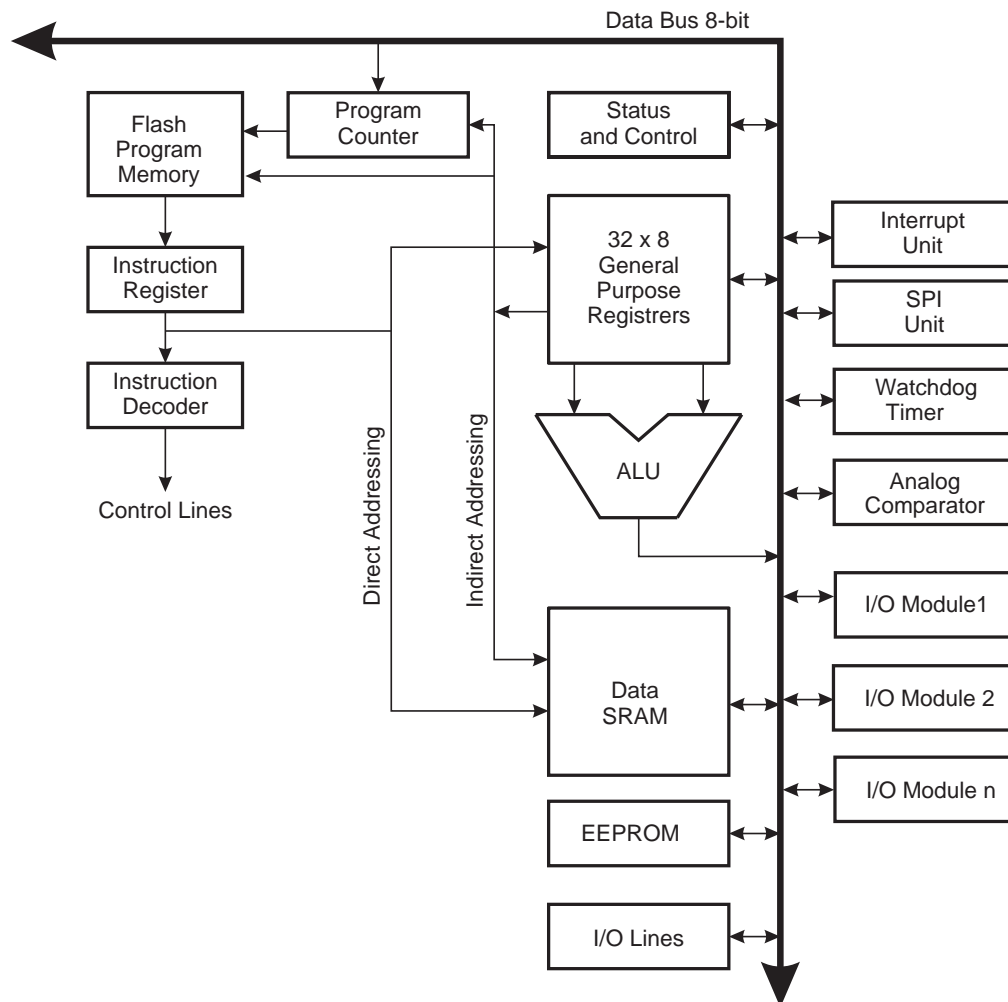 Data Bus 8-bit
Flash
Program
Memory
Program
Counter
Status
and Control
Instruction
Register
32 x 8
General
Purpose
Registrers
Interrupt
Unit
SPI
Unit
Instruction
Decoder
Watchdog
Timer
Control Lines
Direct Addressing
Indirect Addressing
ALU
Analog
Comparator
I/O Module1
Data
SRAM
I/O Module 2
I/O Module n
EEPROM
I/O Lines